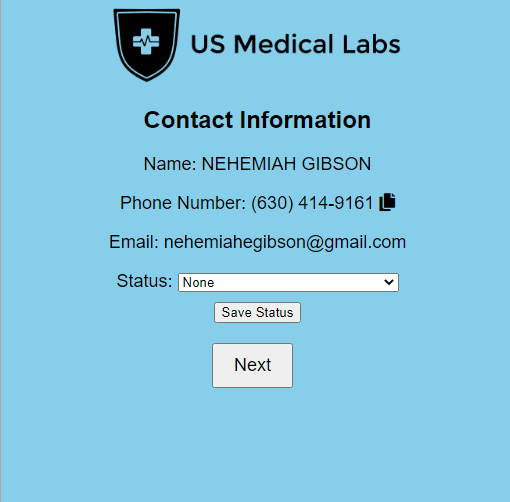 US Medical Labs
Contact Information
Name: NEHEMIAH GIBSON
Phone Number: (630) 414-9161
Email: nehemiahegibson@gmail.com
Status: None
Save Status
Next